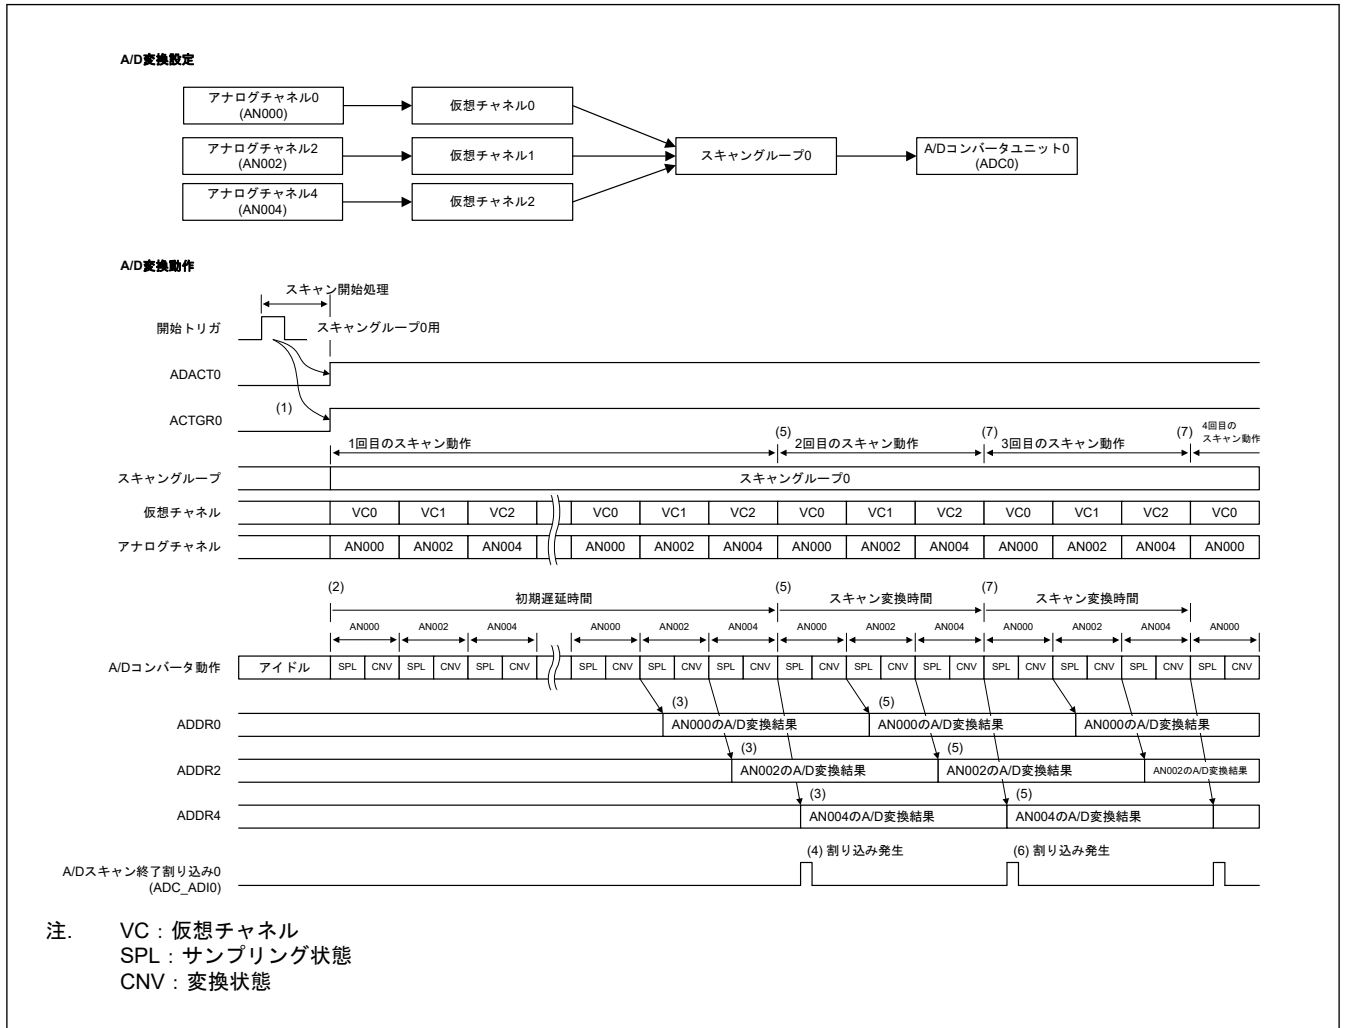 A/D変換設定
アナログチャネル0
(AN000)
仮想チャネル0
アナログチャネル2
(AN002)
仮想チャネル1
スキャングループ0
A/Dコンバータユニット0
(ADC0)
アナログチャネル4
(AN004)
仮想チャネル2
A/D変換動作
スキャン開始処理
開始トリガ
スキャングループ0用
ADACT0
(1)
ACTGR0
1回目のスキャン動作
(5)
2回目のスキャン動作
(7)
3回目のスキャン動作
(7)
4回目の
スキャン動作
スキャングループ
スキャングループ0
仮想チャネル
VC0 VC1 VC2 VC0 VC1 VC2 VC0 VC1 VC2 VC0 VC1 VC2 VC0
アナログチャネル
AN000 AN002 AN004 AN000 AN002 AN004 AN000 AN002 AN004 AN000 AN002 AN004 AN000
(2)
初期遅延時間
(5)
スキャン変換時間
(7)
スキャン変換時間
AN000 AN002 AN004 AN000 AN002 AN004 AN000 AN002 AN004 AN000 AN002 AN004 AN000
A/Dコンバータ動作
アイドル SPL CNV SPL CNV SPL CNV SPL CNV SPL CNV SPL CNV SPL CNV SPL CNV SPL CNV SPL CNV SPL CNV SPL CNV SPL CNV
(3)
(5)
ADDR0
AN000のA/D変換結果 AN000のA/D変換結果 AN000のA/D変換結果
(3)
(5)
ADDR2
AN002のA/D変換結果 AN002のA/D変換結果 AN002のA/D変換結果
(3)
(5)
ADDR4
AN004のA/D変換結果 AN004のA/D変換結果
(4) 割り込み発生
(6) 割り込み発生
A/Dスキャン終了割り込み0
(ADC_ADI0)
注. VC：仮想チャネル
SPL：サンプリング状態
CNV：変換状態